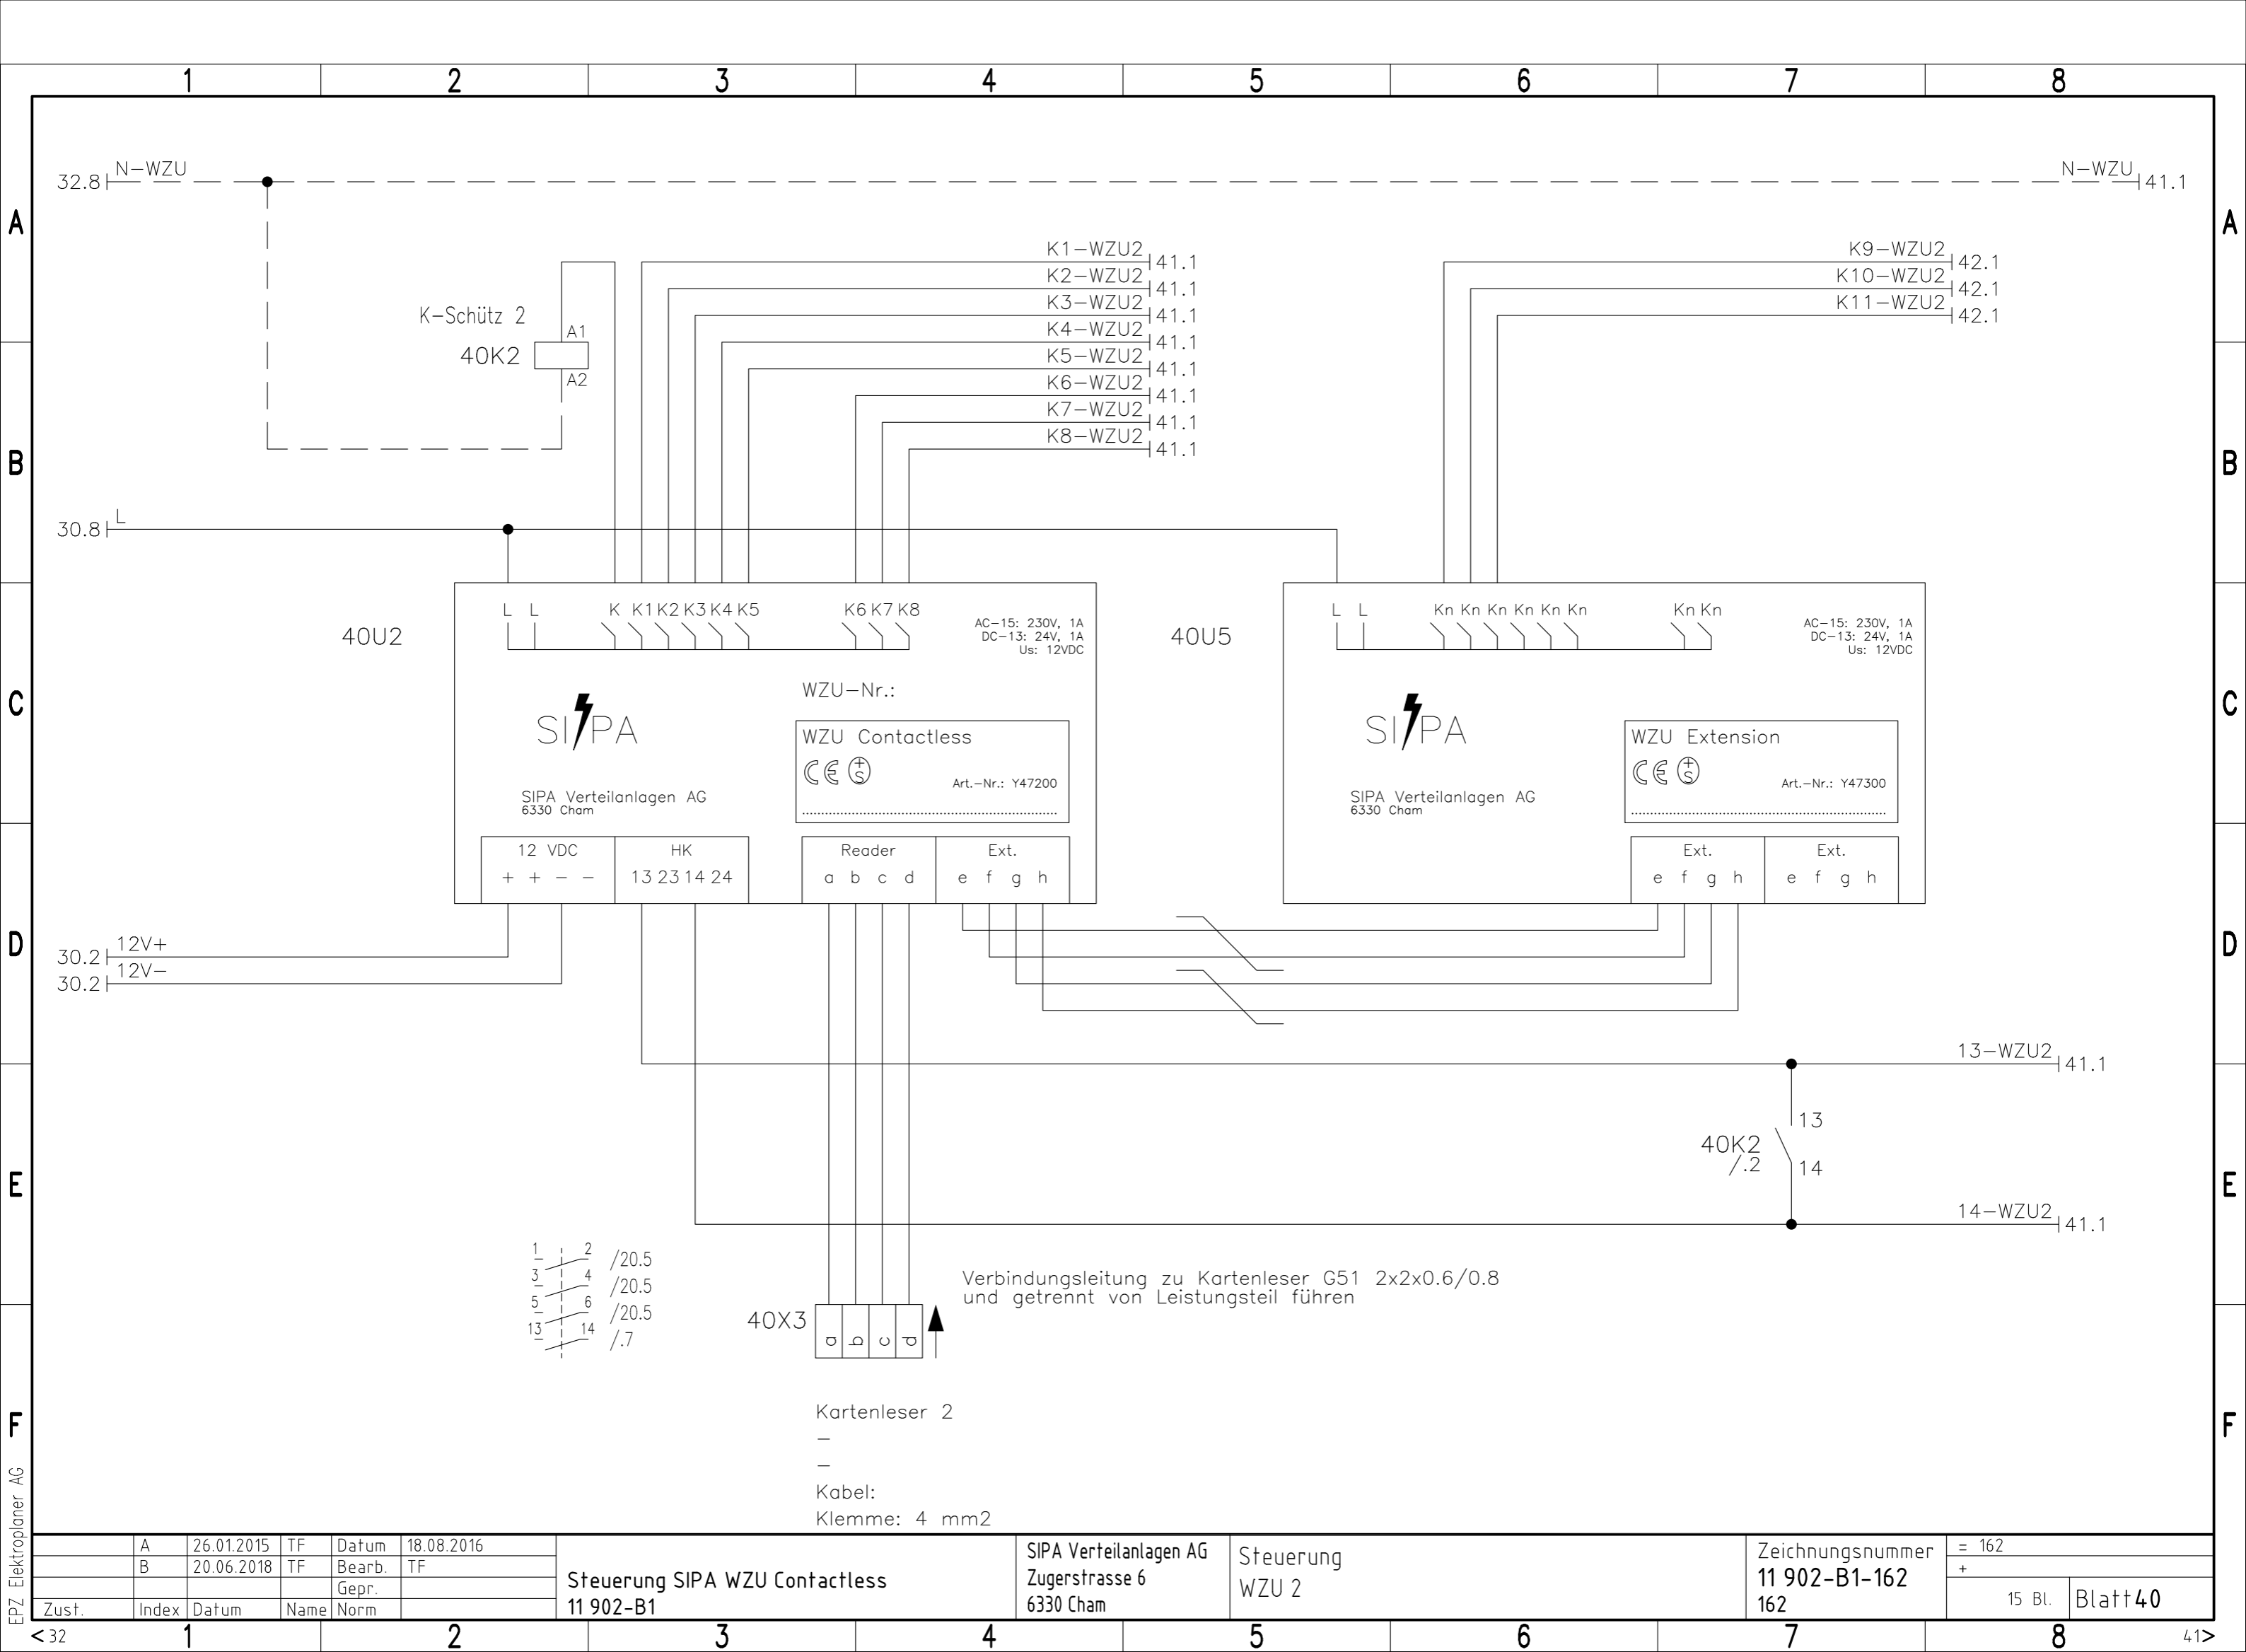 1 2 3 4 5 6 7 8
32.8 N-WZU
N-WZU 41.1
A A
K1-WZU2 41.1
K2-WZU2 41.1
K3-WZU2 41.1
K4-WZU2 41.1
K5-WZU2 41.1
K6-WZU2 41.1
K7-WZU2 41.1
K8-WZU2 41.1
K9-WZU2 42.1
K10-WZU2 42.1
K11-WZU2 42.1
K-Schütz 2
40K2
A1
A2
B B
30.8 L
40U2
L L K K1 K2 K3 K4 K5 K6 K7 K8
AC-15: 230V, 1A
DC-13: 24V, 1A
Us: 12VDC
WZU-Nr.:
SIPA
WZU Contactless
CE +S
Art.-Nr.: Y47200
SIPA Verteilanlagen AG
6330 Cham
12 VDC HK Reader Ext.
+ + - - 13 23 14 24 a b c d e f g h
40U5
L L Kn Kn Kn Kn Kn Kn Kn Kn
AC-15: 230V, 1A
DC-13: 24V, 1A
Us: 12VDC
SIPA
WZU Extension
CE +S
Art.-Nr.: Y47300
SIPA Verteilanlagen AG
6330 Cham
Ext. Ext.
e f g h e f g h
C C
D D
30.2 12V+
30.2 12V-
13-WZU2 41.1
40K2
/.2
13
14
14-WZU2 41.1
E E
1 2 /20.5
3 4 /20.5
5 6 /20.5
13 14 /.7
40X3
a b c d
Verbindungsleitung zu Kartenleser G51 2x2x0.6/0.8
und getrennt von Leistungsteil führen
F F
Kartenleser 2
-
-
Kabel:
Klemme: 4 mm2
EPZ Elektroplaner AG
A 26.01.2015 TF Datum 18.08.2016
B 20.06.2018 TF Bearb. TF
Gepr.
Zust. Index Datum Name Norm
Steuerung SIPA WZU Contactless
11 902-B1
SIPA Verteilanlagen AG
Zugerstrasse 6
6330 Cham
Steuerung
WZU 2
Zeichnungsnummer
11 902-B1-162
162
= 162
+
15 Bl. Blatt 40
<32 1 2 3 4 5 6 7 8 41>